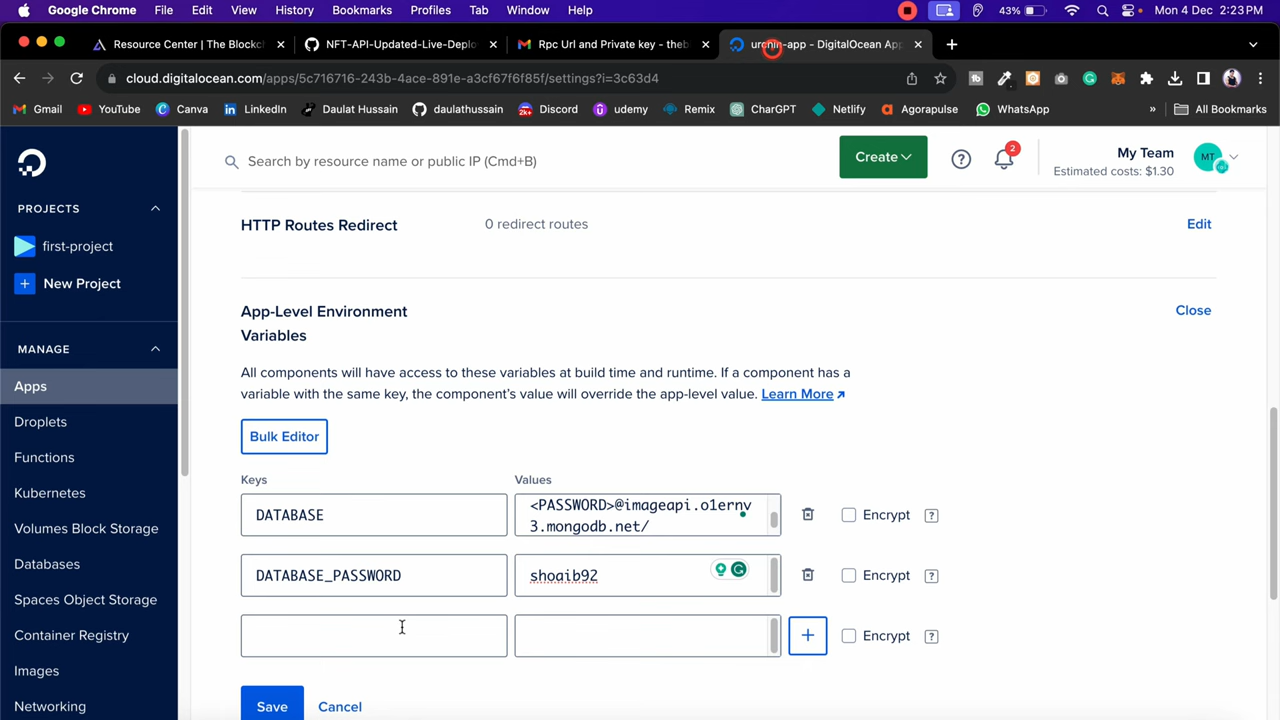 Google Chrome File Edit View History Bookmarks Profiles Tab Window Help 43% Mon 4 Dec 2:23 PM
Resource Center | The Blockch NFT-API-Updated-Live-Deplo Rpc Url and Private key - theb urchin-app - DigitalOcean App
cloud.digitalocean.com/apps/5c716716-243b-4ace-891e-a3cf67f6f85f/settings?i=3c63d4
Gmail YouTube Canva LinkedIn Daulat Hussain daulathussain Discord udemy Remix CharGPT Netlify Agorapulse WhatsApp » All Bookmarks
Search by resource name or public IP (Cmd+B)
Create
2
My Team
Estimated costs: $1.30
MT
PROJECTS
first-project
New Project
MANAGE
Apps
Droplets
Functions
Kubernetes
Volumes Block Storage
Databases
Spaces Object Storage
Container Registry
Images
Networking
HTTP Routes Redirect 0 redirect routes Edit
App-Level Environment
Variables
Close
All components will have access to these variables at build time and runtime. If a component has a
variable with the same key, the component's value will override the app-level value. Learn More
Bulk Editor
Keys Values
DATABASE
<PASSWORD>@imageapi.o1ernv
3.mongodb.net/
Encrypt ?
DATABASE_PASSWORD shoaib92 Encrypt ?
+ Encrypt ?
Save Cancel